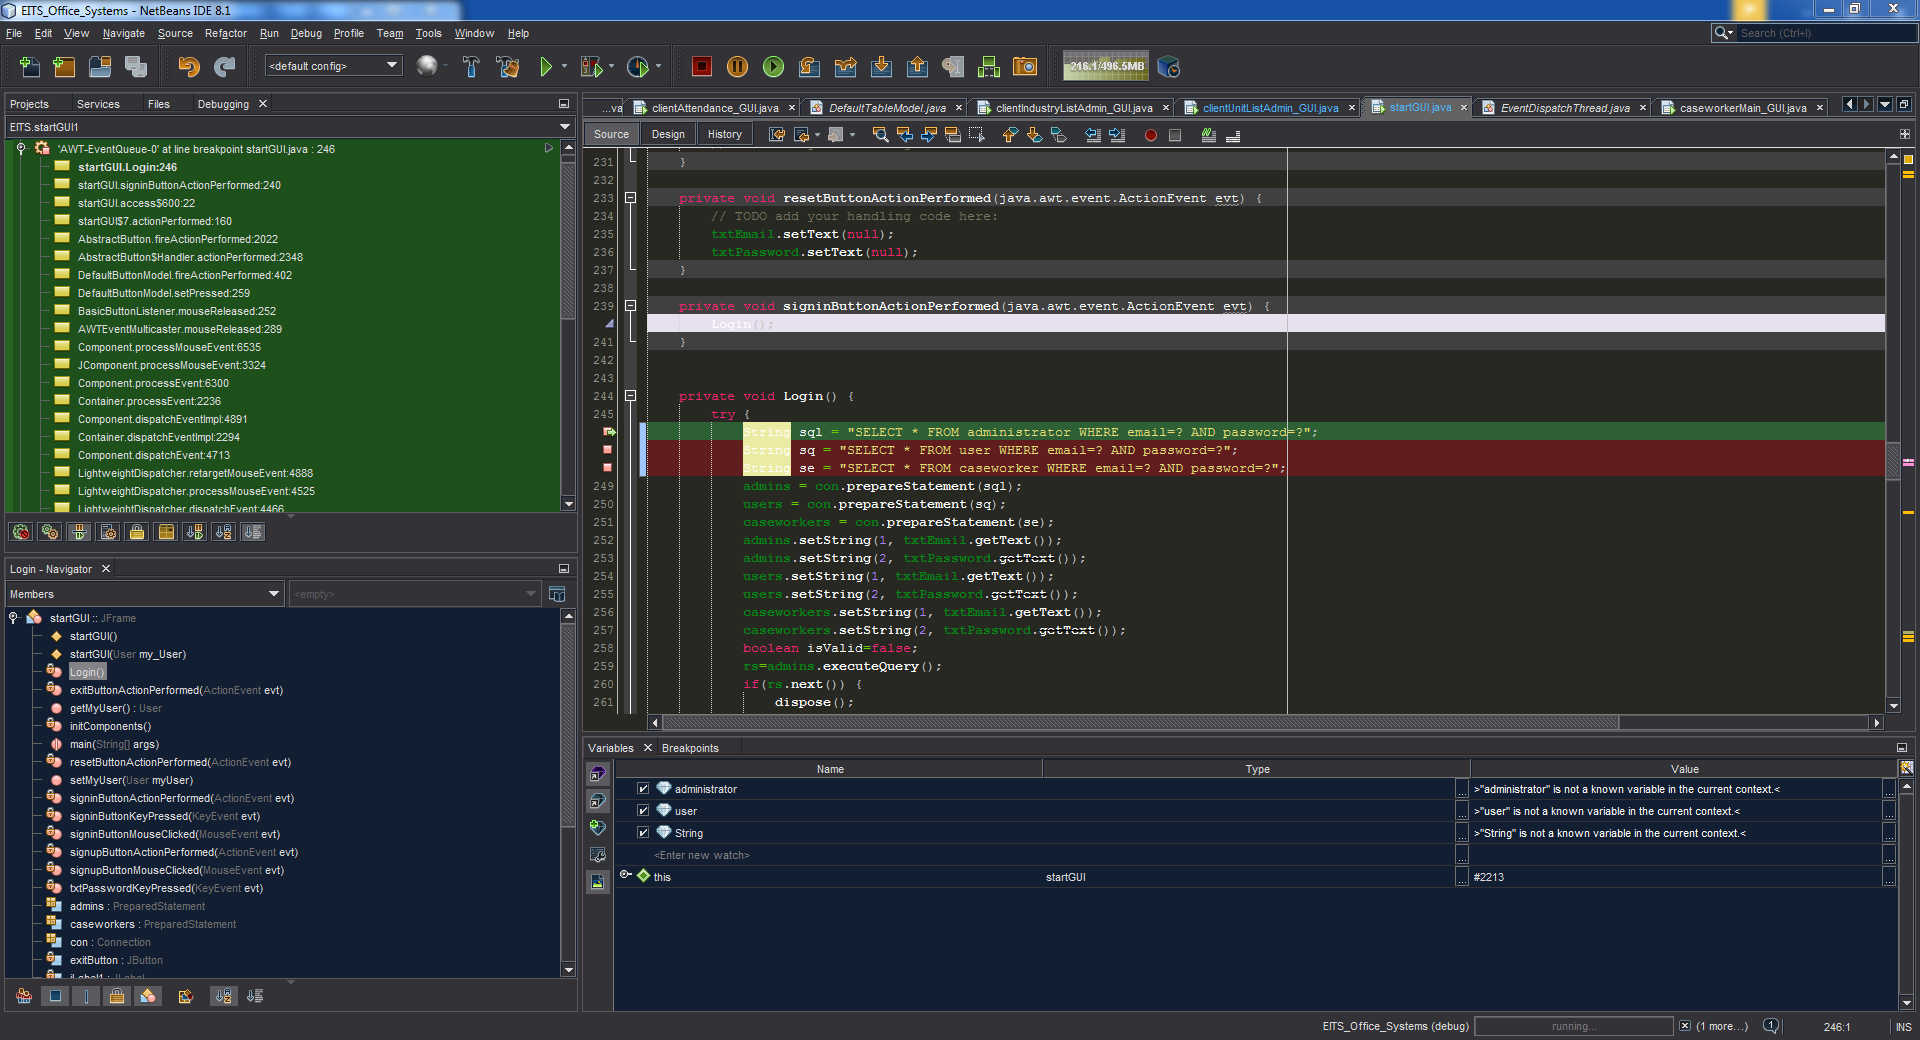 EITS_Office_Systems - NetBeans IDE 8.1
File Edit View Navigate Source Refactor Run Debug Profile Team Tools Window Help
Search (Ctrl+I)
<default config>
216.1/496.5MB
Projects Services Files Debugging
EITS.startGUI1
'AWT-EventQueue-0' at line breakpoint startGUI.java : 246
startGUI.Login:246
startGUI.signinButtonActionPerformed:240
startGUI.access$600:22
startGUI$7.actionPerformed:160
AbstractButton.fireActionPerformed:2022
AbstractButton$Handler.actionPerformed:2348
DefaultButtonModel.fireActionPerformed:402
DefaultButtonModel.setPressed:259
BasicButtonListener.mouseReleased:252
AWTEventMulticaster.mouseReleased:289
Component.processMouseEvent:6535
JComponent.processMouseEvent:3324
Component.processEvent:6300
Container.processEvent:2236
Component.dispatchEventImpl:4891
Container.dispatchEventImpl:2294
Component.dispatchEvent:4713
LightweightDispatcher.retargetMouseEvent:4888
LightweightDispatcher.processMouseEvent:4525
LightweightDispatcher.dispatchEvent:4466
Login - Navigator
Members
<empty>
startGUI :: JFrame
startGUI()
startGUI(User my_User)
Login()
exitButtonActionPerformed(ActionEvent evt)
getMyUser() : User
initComponents()
main(String[] args)
resetButtonActionPerformed(ActionEvent evt)
setMyUser(User myUser)
signinButtonActionPerformed(ActionEvent evt)
signinButtonKeyPressed(KeyEvent evt)
signinButtonMouseClicked(MouseEvent evt)
signupButtonActionPerformed(ActionEvent evt)
signupButtonMouseClicked(MouseEvent evt)
txtPasswordKeyPressed(KeyEvent evt)
admins : PreparedStatement
caseworkers : PreparedStatement
con : Connection
exitButton : JButton
jLabel1 : JLabel
...va clientAttendance_GUI.java DefaultTableModel.java clientIndustryListAdmin_GUI.java clientUnitListAdmin_GUI.java startGUI.java EventDispatchThread.java caseworkerMain_GUI.java
Source Design History
231 }
232
233 private void resetButtonActionPerformed(java.awt.event.ActionEvent evt) {
234 // TODO add your handling code here:
235 txtEmail.setText(null);
236 txtPassword.setText(null);
237 }
238
239 private void signinButtonActionPerformed(java.awt.event.ActionEvent evt) {
Login();
241 }
242
243
244 private void Login() {
245 try {
String sql = "SELECT * FROM administrator WHERE email=? AND password=?";
String sq = "SELECT * FROM user WHERE email=? AND password=?";
String se = "SELECT * FROM caseworker WHERE email=? AND password=?";
249 admins = con.prepareStatement(sql);
250 users = con.prepareStatement(sq);
251 caseworkers = con.prepareStatement(se);
252 admins.setString(1, txtEmail.getText());
253 admins.setString(2, txtPassword.getText());
254 users.setString(1, txtEmail.getText());
255 users.setString(2, txtPassword.getText());
256 caseworkers.setString(1, txtEmail.getText());
257 caseworkers.setString(2, txtPassword.getText());
258 boolean isValid=false;
259 rs=admins.executeQuery();
260 if(rs.next()) {
261 dispose();
Variables Breakpoints
Name Type Value
administrator ... >"administrator" is not a known variable in the current context.< ...
user ... >"user" is not a known variable in the current context.< ...
String ... >"String" is not a known variable in the current context.< ...
<Enter new watch> ... ...
this startGUI ... #2213 ...
EITS_Office_Systems (debug) running... (1 more...) 1 246:1 INS